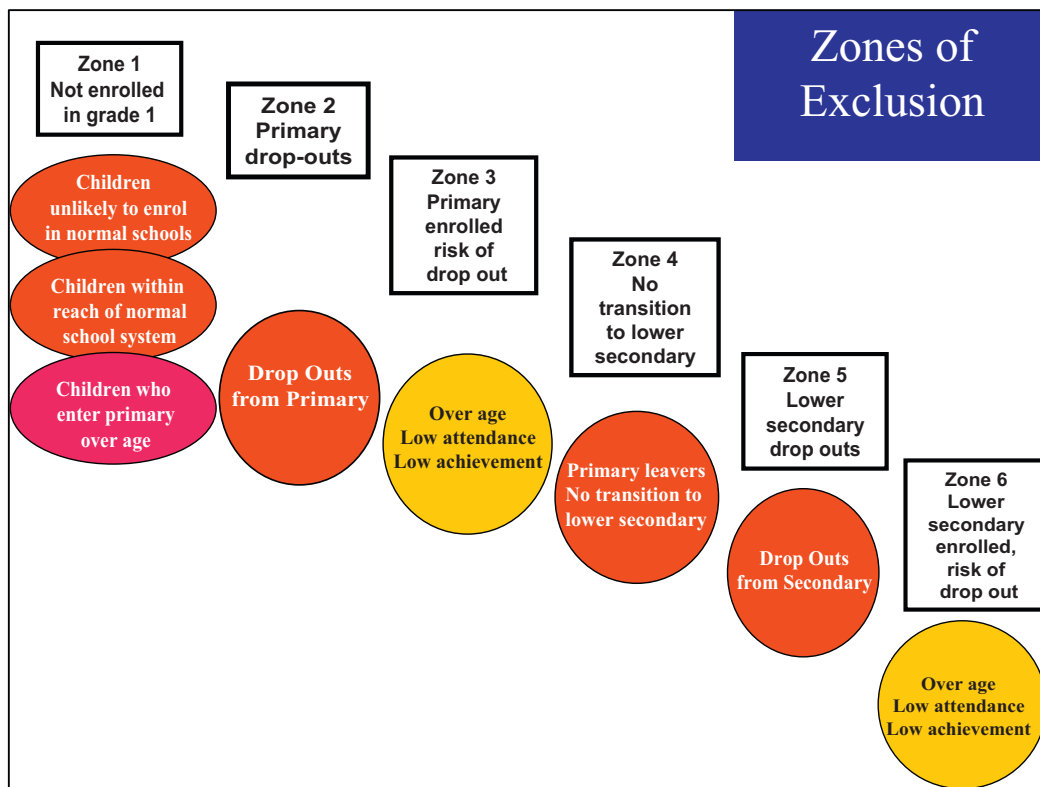 Zones of
Exclusion
Zone 1
Not enrolled
in grade 1
Children
unlikely to enrol
in normal schools
Children within
reach of normal
school system
Children who
enter primary
over age
Zone 2
Primary
drop-outs
Drop Outs
from Primary
Zone 3
Primary
enrolled
risk of
drop out
Over age
Low attendance
Low achievement
Zone 4
No
transition
to lower
secondary
Primary leavers
No transition to
lower secondary
Zone 5
Lower
secondary
drop outs
Drop Outs
from Secondary
Zone 6
Lower
secondary
enrolled,
risk of
drop out
Over age
Low attendance
Low achievement